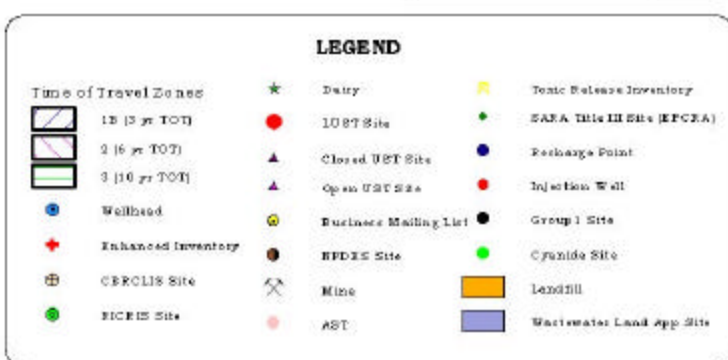 LEGEND
Time of Travel Zones
1B (3 yr TOT)
2 (6 yr TOT)
3 (10 yr TOT)
Wellhead
Enhanced Inventory
CERCLIS Site
RICRIS Site
Dairy
LUST Site
Closed UST Site
Open UST Site
Business Mailing List
NPDES Site
Mine
AST
Toxic Release Inventory
SARA Title III Site (EPCRA)
Recharge Point
Injection Well
Group 1 Site
Cyanide Site
Landfill
Wastewater Land App. Site